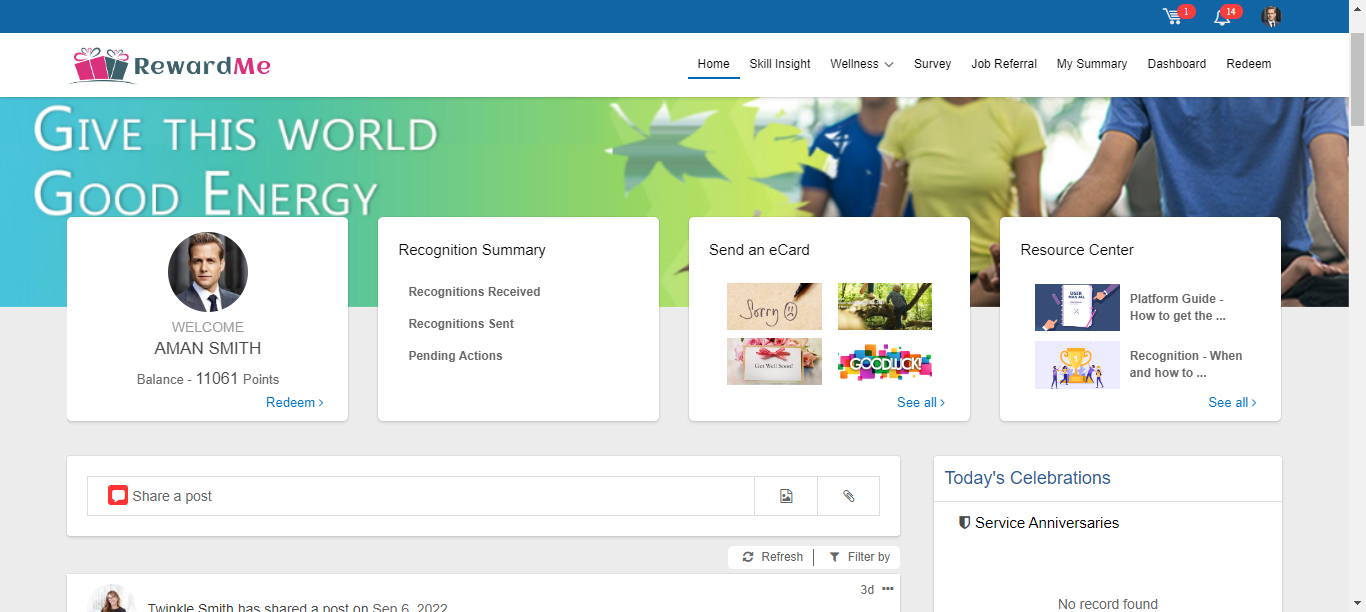 1
14
RewardMe
Home
Skill Insight
Wellness
Survey
Job Referral
My Summary
Dashboard
Redeem
GIVE THIS WORLD
GOOD ENERGY
WELCOME
AMAN SMITH
Balance - 11061 Points
Redeem
Recognition Summary
Recognitions Received
Recognitions Sent
Pending Actions
Send an eCard
Sorry
Get Well Soon!
GOODLUCK!
See all
Resource Center
USER
MANUAL
Platform Guide -
How to get the ...
Recognition - When
and how to ...
See all
Share a post
Refresh
Filter by
3d
Twinkle Smith has shared a post on Sep 6, 2022
Today's Celebrations
Service Anniversaries
No record found